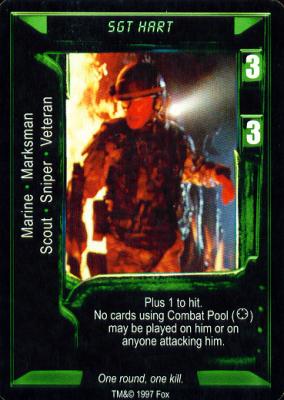 SGT HART
3
3
Marine • Marksman
Scout • Sniper • Veteran
Plus 1 to hit.
No cards using Combat Pool ( )
may be played on him or on
anyone attacking him.
One round, one kill.
TM&© 1997 Fox